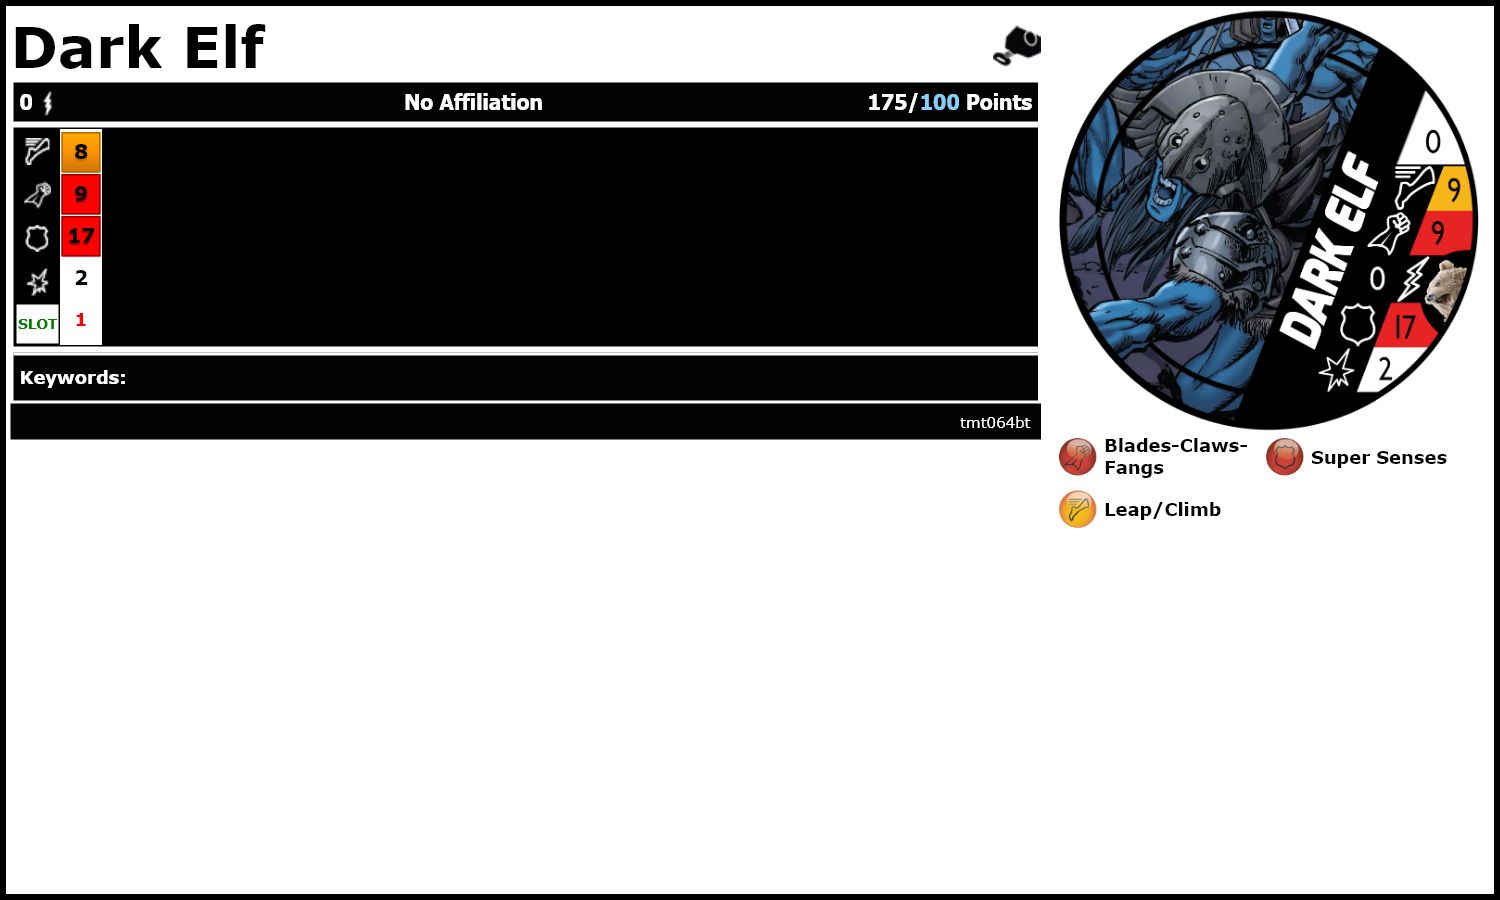 Dark Elf
0 No Affiliation 175/100 Points
8
9
17
2
SLOT 1
Keywords:
tmt064bt
DARK ELF
0
9
9
0
17
2
Blades-Claws-
Fangs
Super Senses
Leap/Climb